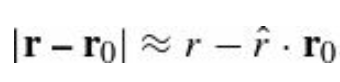 |𝐫 − 𝐫₀| ≈ r − r̂ · 𝐫₀